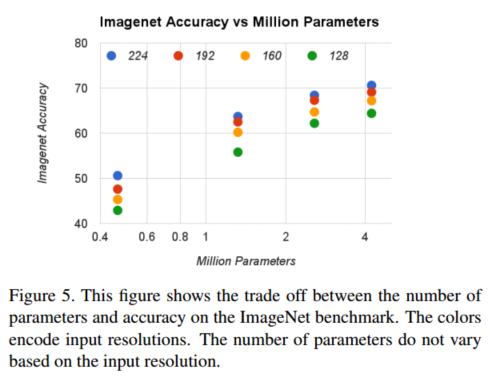 Imagenet Accuracy vs Million Parameters
80
224 192 160 128
70
Imagenet Accuracy
60
50
40
0.4 0.6 0.8 1 2 4
Million Parameters
Figure 5. This figure shows the trade off between the number of
parameters and accuracy on the ImageNet benchmark. The colors
encode input resolutions. The number of parameters do not vary
based on the input resolution.